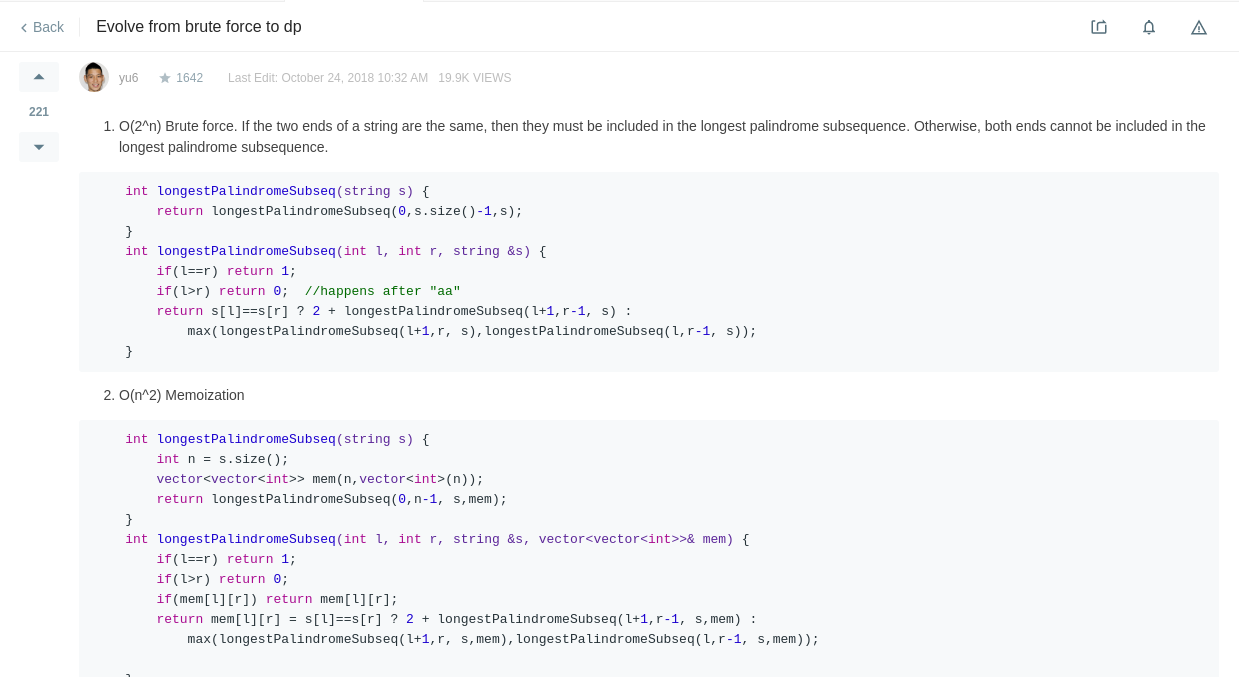 Back
Evolve from brute force to dp
221
yu6 1642 Last Edit: October 24, 2018 10:32 AM 19.9K VIEWS
1. O(2^n) Brute force. If the two ends of a string are the same, then they must be included in the longest palindrome subsequence. Otherwise, both ends cannot be included in the
longest palindrome subsequence.
int longestPalindromeSubseq(string s) {
    return longestPalindromeSubseq(0,s.size()-1,s);
}
int longestPalindromeSubseq(int l, int r, string &s) {
    if(l==r) return 1;
    if(l>r) return 0;  //happens after "aa"
    return s[l]==s[r] ? 2 + longestPalindromeSubseq(l+1,r-1, s) :
        max(longestPalindromeSubseq(l+1,r, s),longestPalindromeSubseq(l,r-1, s));
}
2. O(n^2) Memoization
int longestPalindromeSubseq(string s) {
    int n = s.size();
    vector<vector<int>> mem(n,vector<int>(n));
    return longestPalindromeSubseq(0,n-1, s,mem);
}
int longestPalindromeSubseq(int l, int r, string &s, vector<vector<int>>& mem) {
    if(l==r) return 1;
    if(l>r) return 0;
    if(mem[l][r]) return mem[l][r];
    return mem[l][r] = s[l]==s[r] ? 2 + longestPalindromeSubseq(l+1,r-1, s,mem) :
        max(longestPalindromeSubseq(l+1,r, s,mem),longestPalindromeSubseq(l,r-1, s,mem));
}